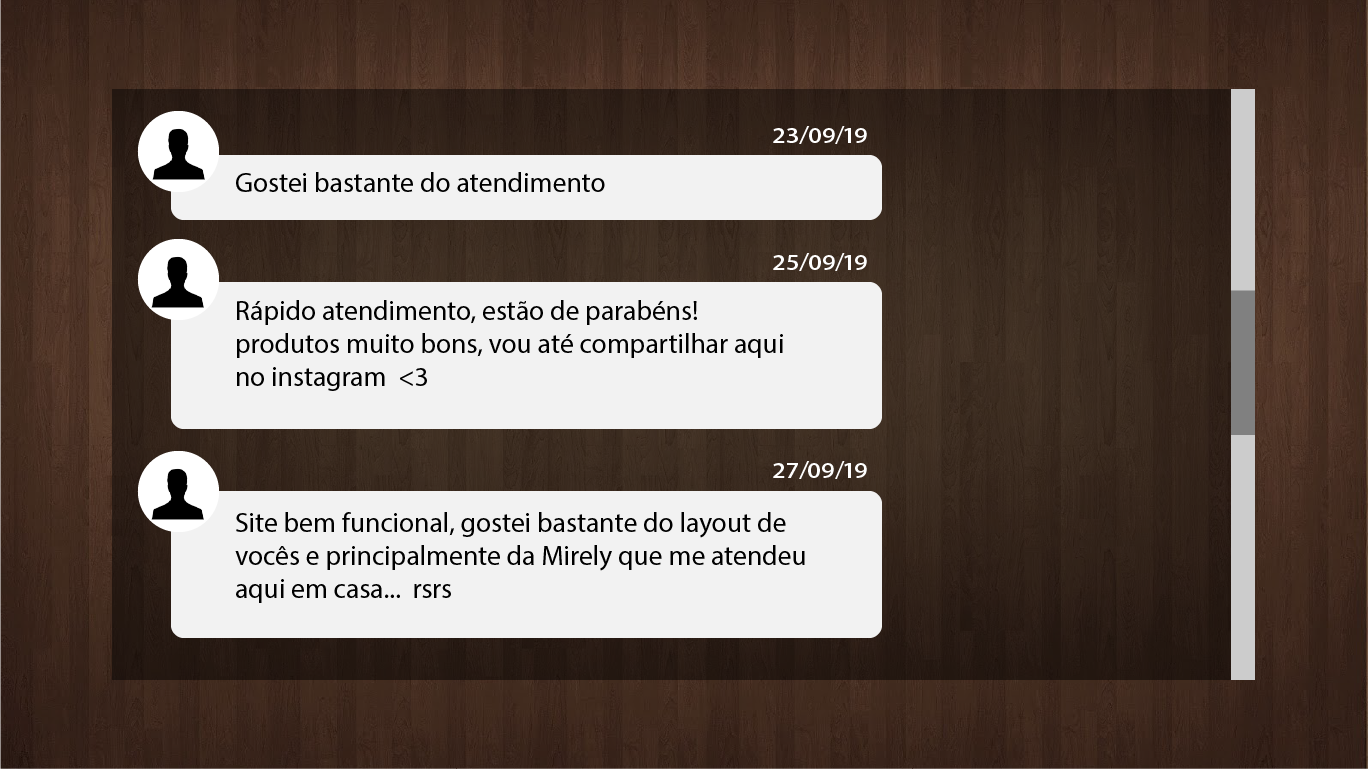 23/09/19
Gostei bastante do atendimento
25/09/19
Rápido atendimento, estão de parabéns!
produtos muito bons, vou até compartilhar aqui
no instagram  <3
27/09/19
Site bem funcional, gostei bastante do layout de
vocês e principalmente da Mirely que me atendeu
aqui em casa...  rsrs